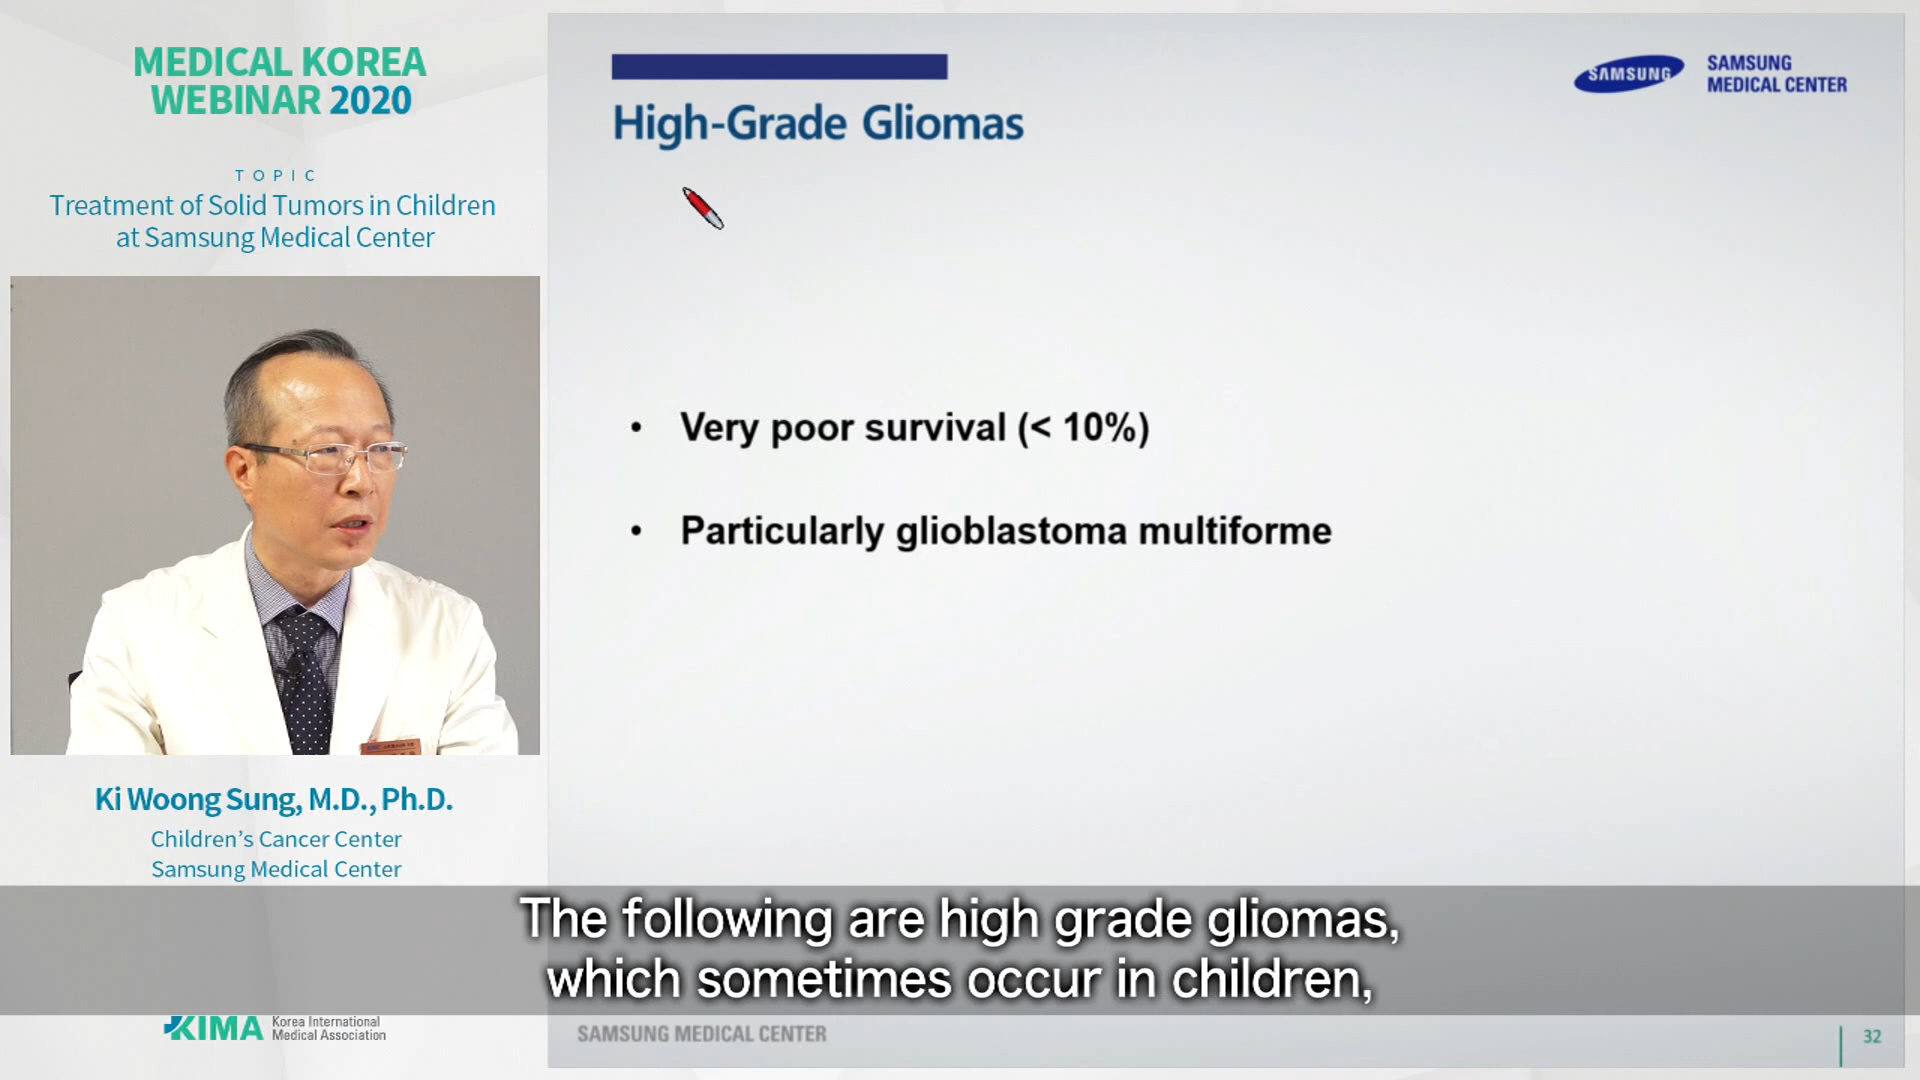 MEDICAL KOREA
WEBINAR 2020
TOPIC
Treatment of Solid Tumors in Children
at Samsung Medical Center
Ki Woong Sung, M.D., Ph.D.
Children's Cancer Center
Samsung Medical Center
SAMSUNG
SAMSUNG
MEDICAL CENTER
High-Grade Gliomas
• Very poor survival (< 10%)
• Particularly glioblastoma multiforme
The following are high grade gliomas,
which sometimes occur in children,
KIMA
Korea International
Medical Association
SAMSUNG MEDICAL CENTER
32